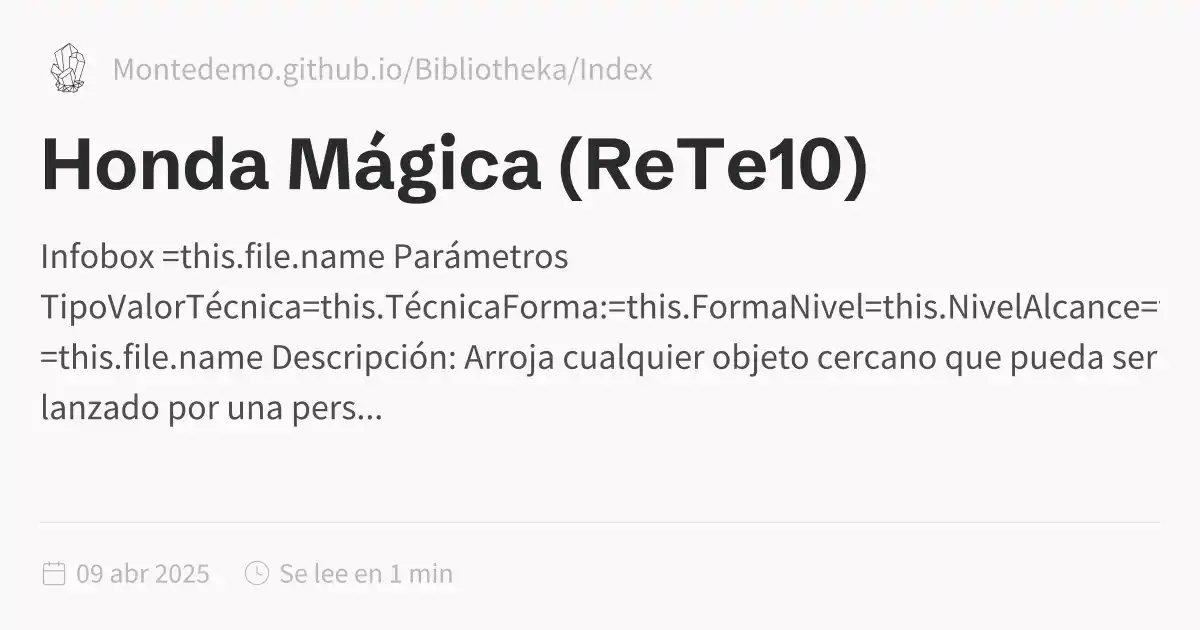 Montedemo.github.io/Bibliotheka/Index
Honda Mágica (ReTe10)
Infobox =this.file.name Parámetros
TipoValorTécnica=this.TécnicaForma:=this.FormaNivel=this.NivelAlcance=
=this.file.name Descripción: Arroja cualquier objeto cercano que pueda ser
lanzado por una pers...
09 abr 2025 Se lee en 1 min